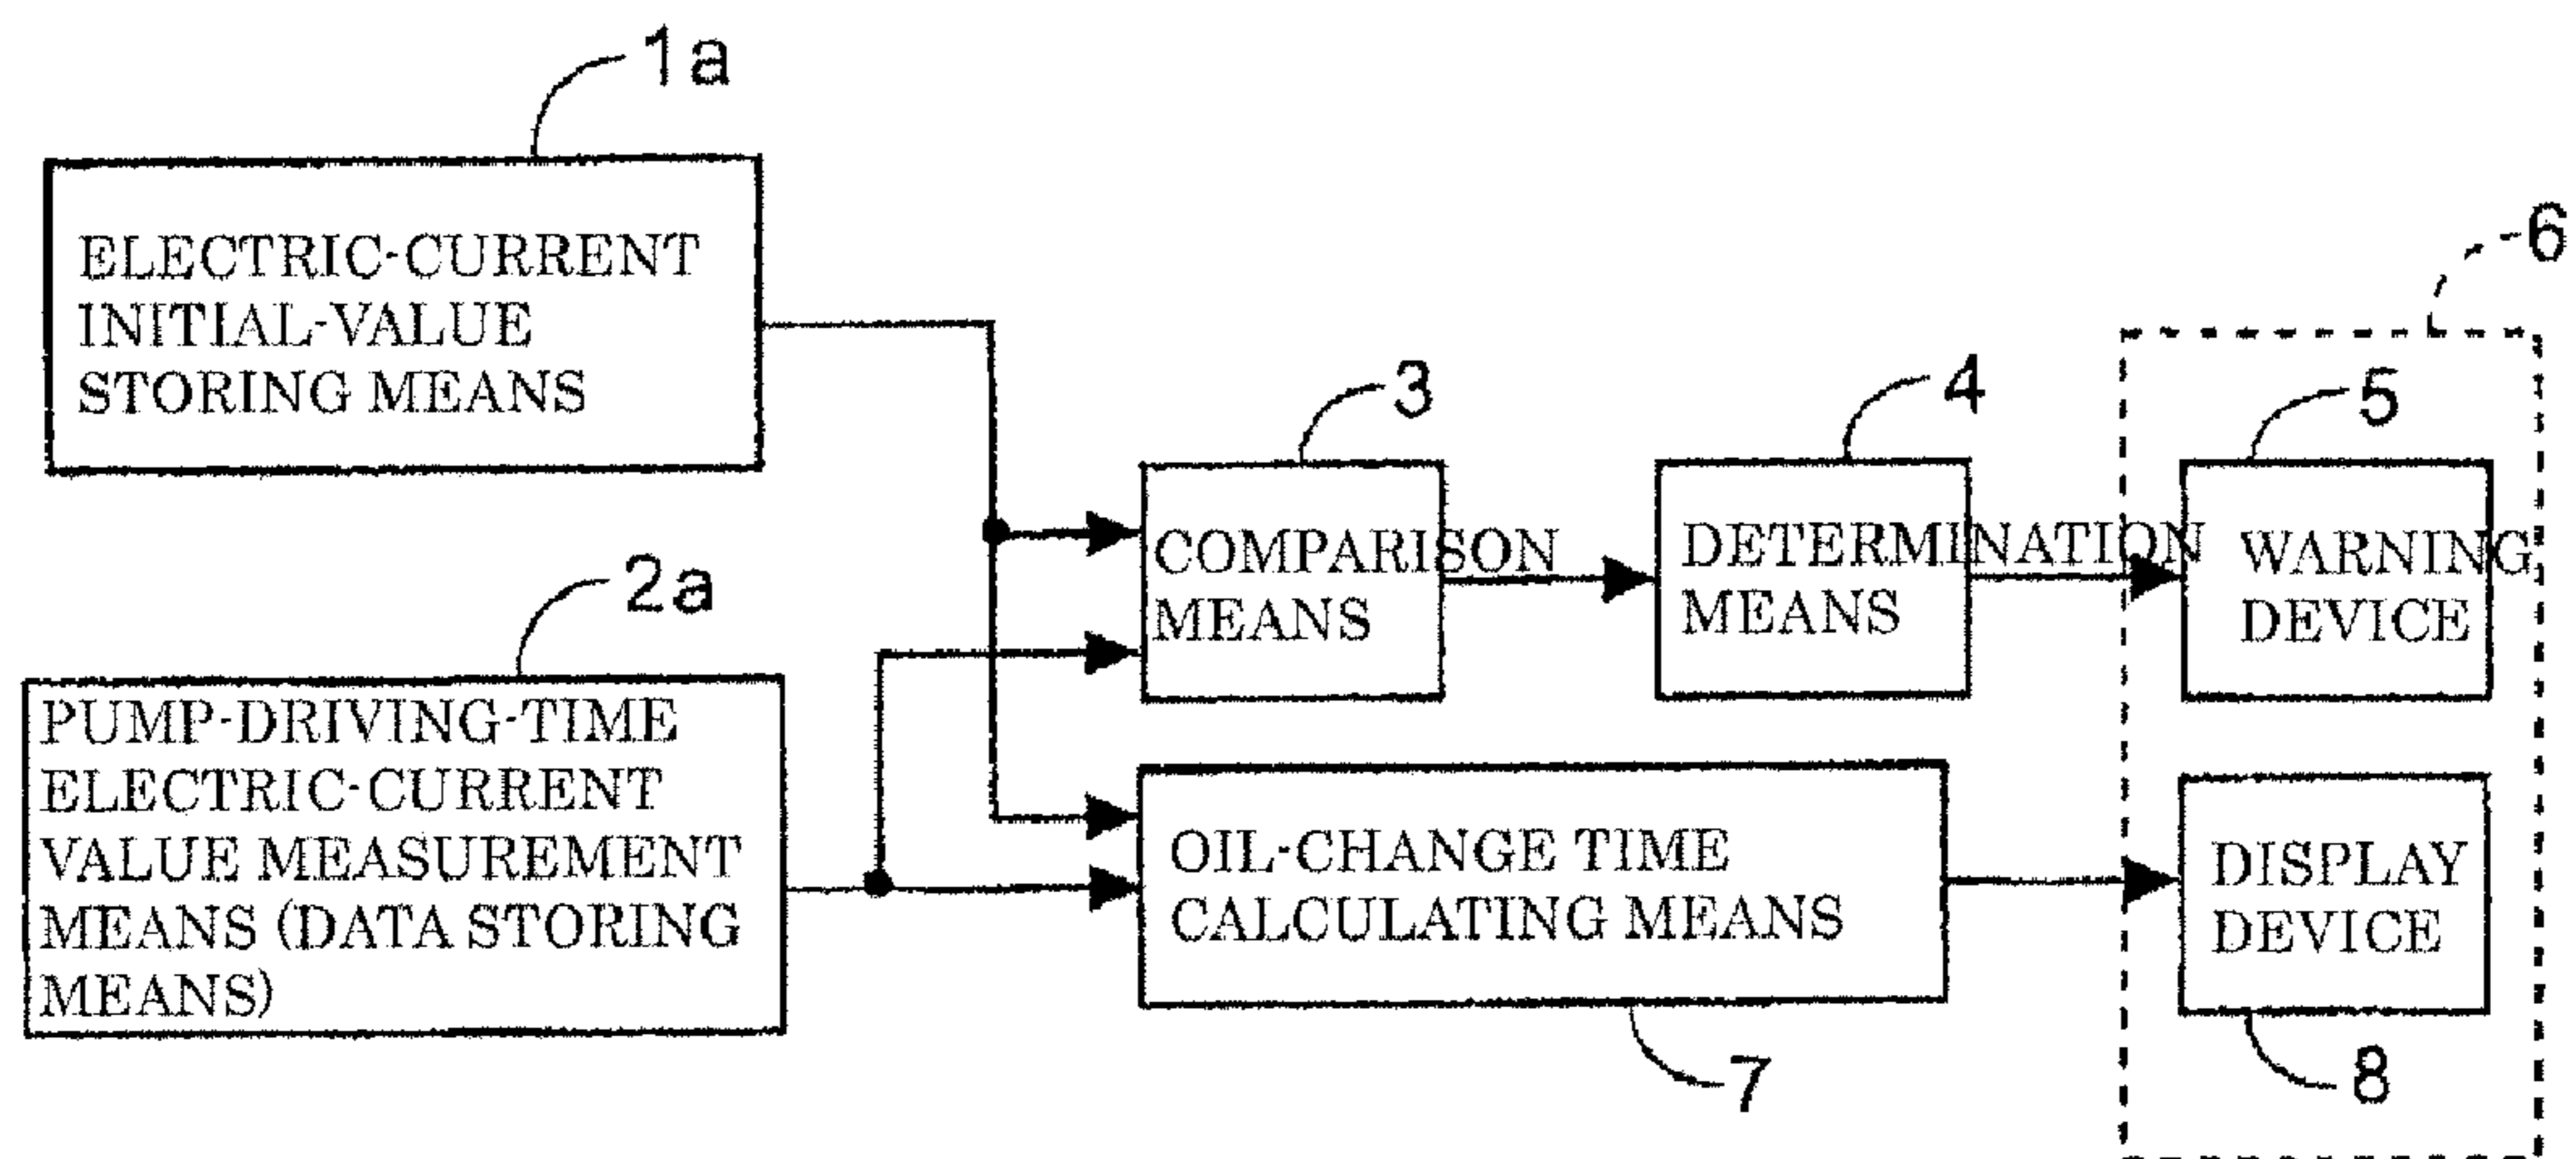 1a
ELECTRIC-CURRENT
INITIAL-VALUE
STORING MEANS
2a
PUMP-DRIVING-TIME
ELECTRIC-CURRENT
VALUE MEASUREMENT
MEANS (DATA STORING
MEANS)
3
COMPARISON
MEANS
4
DETERMINATION
MEANS
6
5
WARNING
DEVICE
OIL-CHANGE TIME
CALCULATING MEANS
7
DISPLAY
DEVICE
8